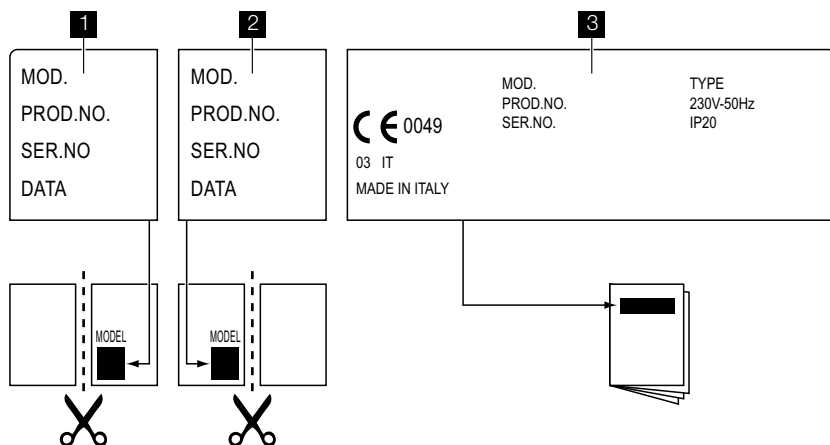 1
2
3
MOD.
PROD.NO.
SER.NO
DATA
MOD.
PROD.NO.
SER.NO
DATA
MOD.
PROD.NO.
SER.NO.
TYPE
230V-50Hz
IP20
CE 0049
03 IT
MADE IN ITALY
MODEL
MODEL